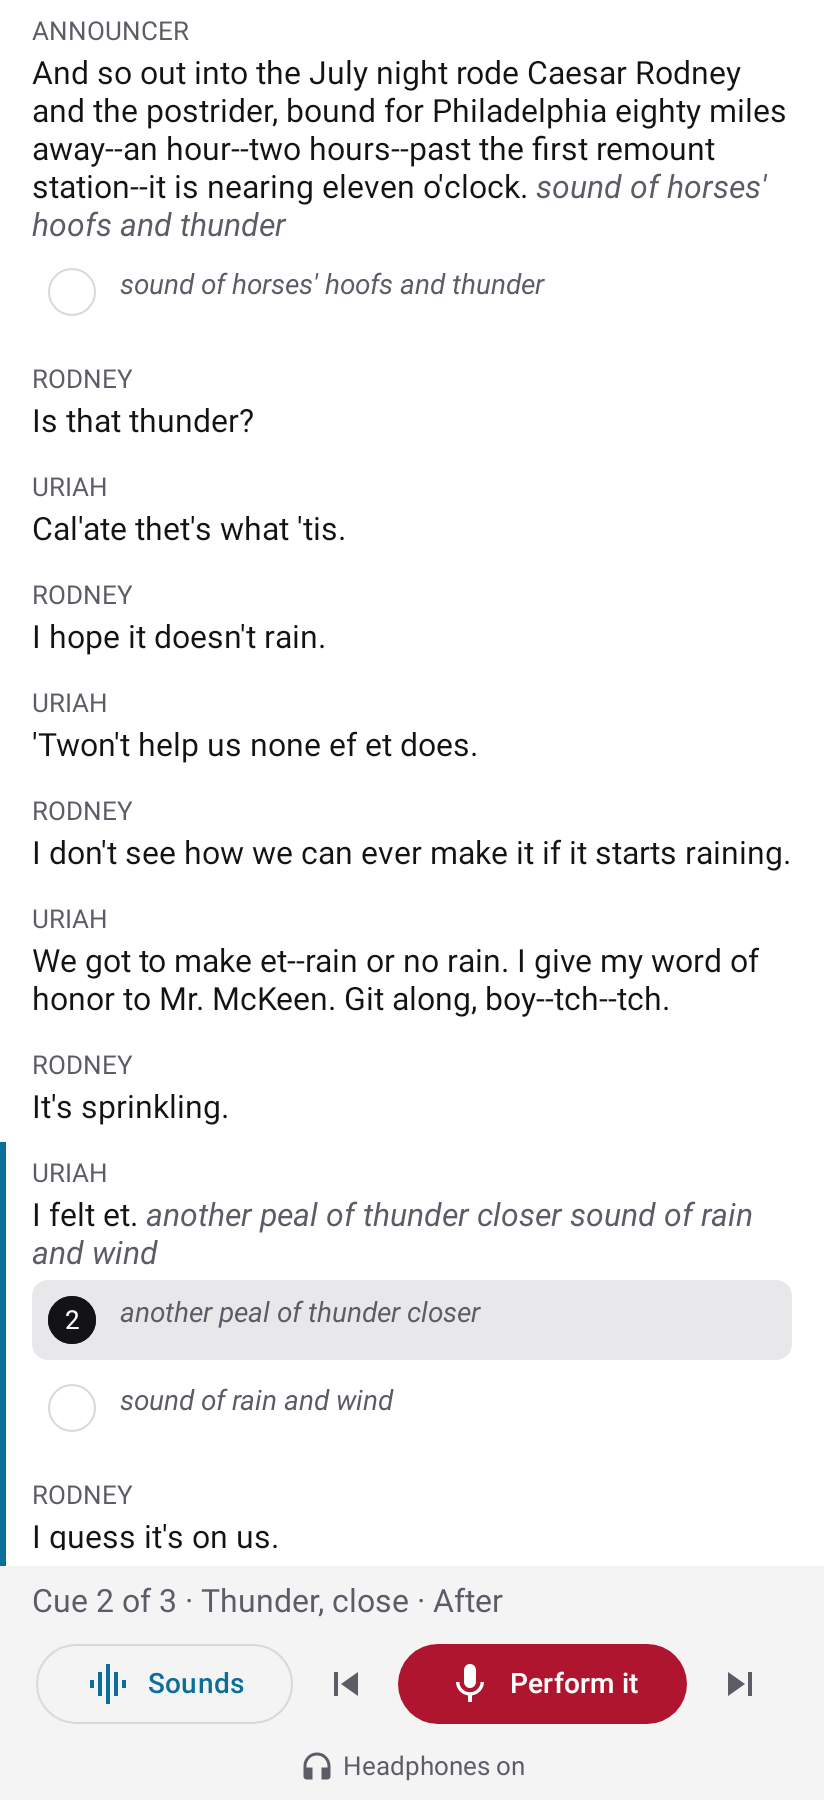 ANNOUNCER
And so out into the July night rode Caesar Rodney
and the postrider, bound for Philadelphia eighty miles
away--an hour--two hours--past the first remount
station--it is nearing eleven o'clock. sound of horses'
hoofs and thunder
sound of horses' hoofs and thunder
RODNEY
Is that thunder?
URIAH
Cal'ate thet's what 'tis.
RODNEY
I hope it doesn't rain.
URIAH
'Twon't help us none ef et does.
RODNEY
I don't see how we can ever make it if it starts raining.
URIAH
We got to make et--rain or no rain. I give my word of
honor to Mr. McKeen. Git along, boy--tch--tch.
RODNEY
It's sprinkling.
URIAH
I felt et. another peal of thunder closer sound of rain
and wind
2 another peal of thunder closer
sound of rain and wind
RODNEY
I guess it's on us.
Cue 2 of 3 · Thunder, close · After
Sounds Perform it
Headphones on